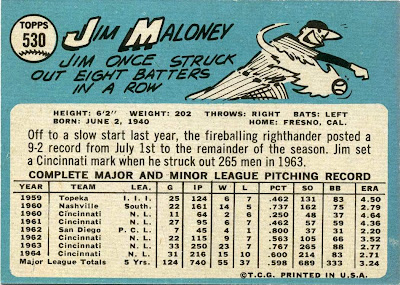 TOPPS
530
JIM MALONEY
JIM ONCE STRUCK
OUT EIGHT BATTERS
IN A ROW
HEIGHT: 6'2" WEIGHT: 202 THROWS: RIGHT BATS: LEFT
BORN: JUNE 2, 1940 HOME: FRESNO, CAL.
Off to a slow start last year, the fireballing righthander posted a
9-2 record from July 1st to the remainder of the season. Jim set a
Cincinnati mark when he struck out 265 men in 1963.
COMPLETE MAJOR AND MINOR LEAGUE PITCHING RECORD
YEAR TEAM LEA. G IP W L PCT SO BB ERA
1959 Topeka I. I. I. 25 124 6 7 .462 131 83 4.50
1960 Nashville South. 22 161 14 5 .737 162 48 2.79
1960 Cincinnati N. L. 11 64 2 6 .250 48 37 4.64
1961 Cincinnati N. L. 27 95 6 7 .462 57 59 4.36
1962 San Diego P.C.L. 7 45 4 1 .800 37 31 2.20
1962 Cincinnati N. L. 22 115 9 7 .563 105 66 3.52
1963 Cincinnati N. L. 33 250 23 7 .767 265 88 2.77
1964 Cincinnati N. L. 31 216 15 10 .600 214 83 2.71
Major League Totals 5 Yrs. 124 740 55 37 .598 689 333 3.24
©T.C.G. PRINTED IN U.S.A.